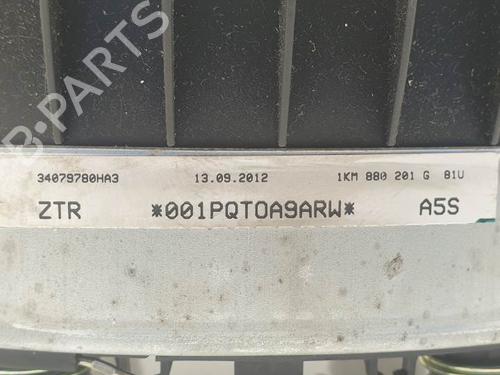 B-PARTS
34079780HA3 13.09.2012 1KM 880 201 G 81U
ZTR *001PQT0A9ARW* A5S